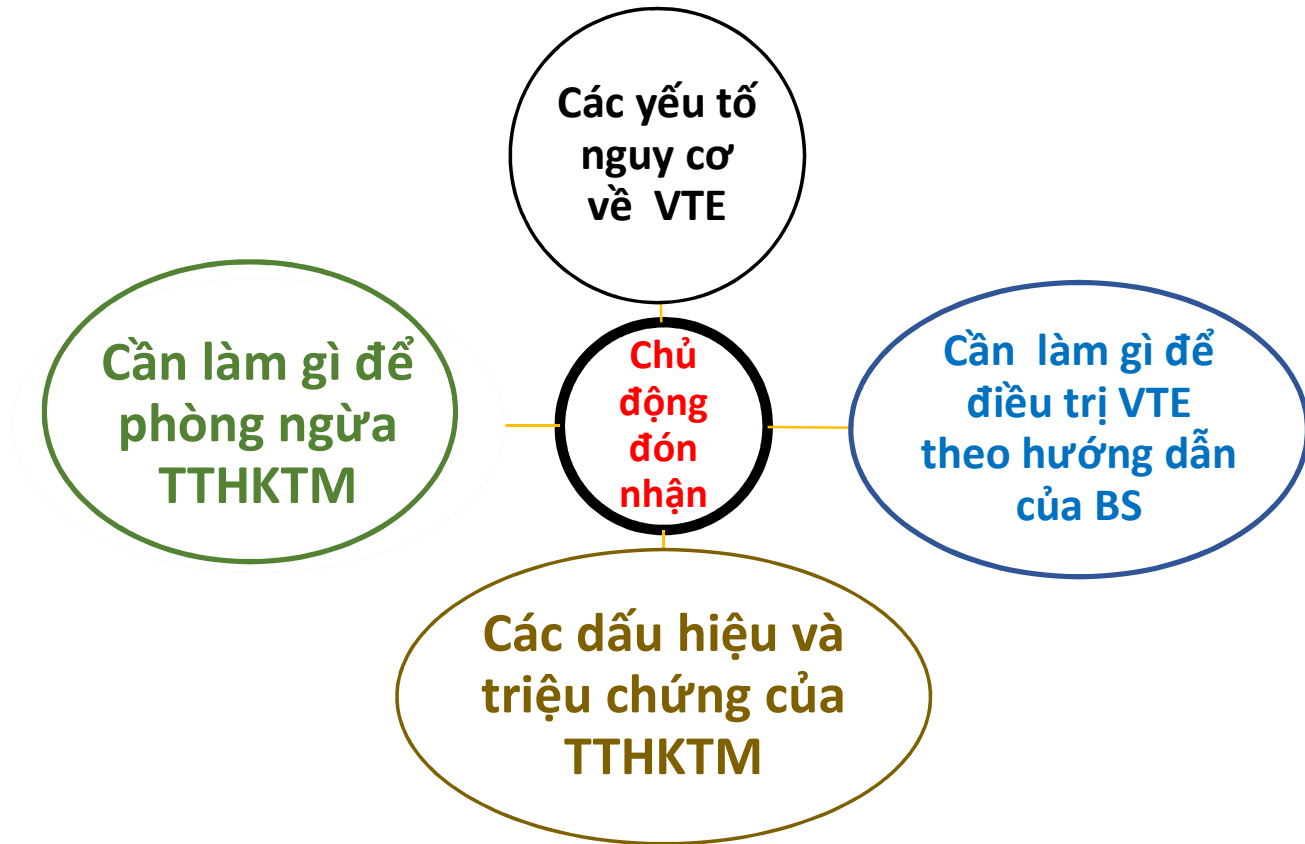 Các yếu tố
nguy cơ
về VTE
Cần làm gì để
phòng ngừa
TTHKTM
Chủ
động
đón
nhận
Cần làm gì để
điều trị VTE
theo hướng dẫn
của BS
Các dấu hiệu và
triệu chứng của
TTHKTM